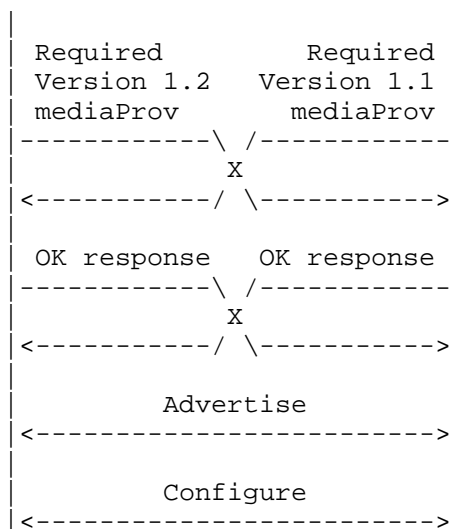 Required Required
Version 1.2 Version 1.1
mediaProv mediaProv
------------\ /------------
X
<-----------/ \----------->
OK response OK response
------------\ /------------
X
<-----------/ \----------->
Advertise
<------------------------->
Configure
<------------------------->